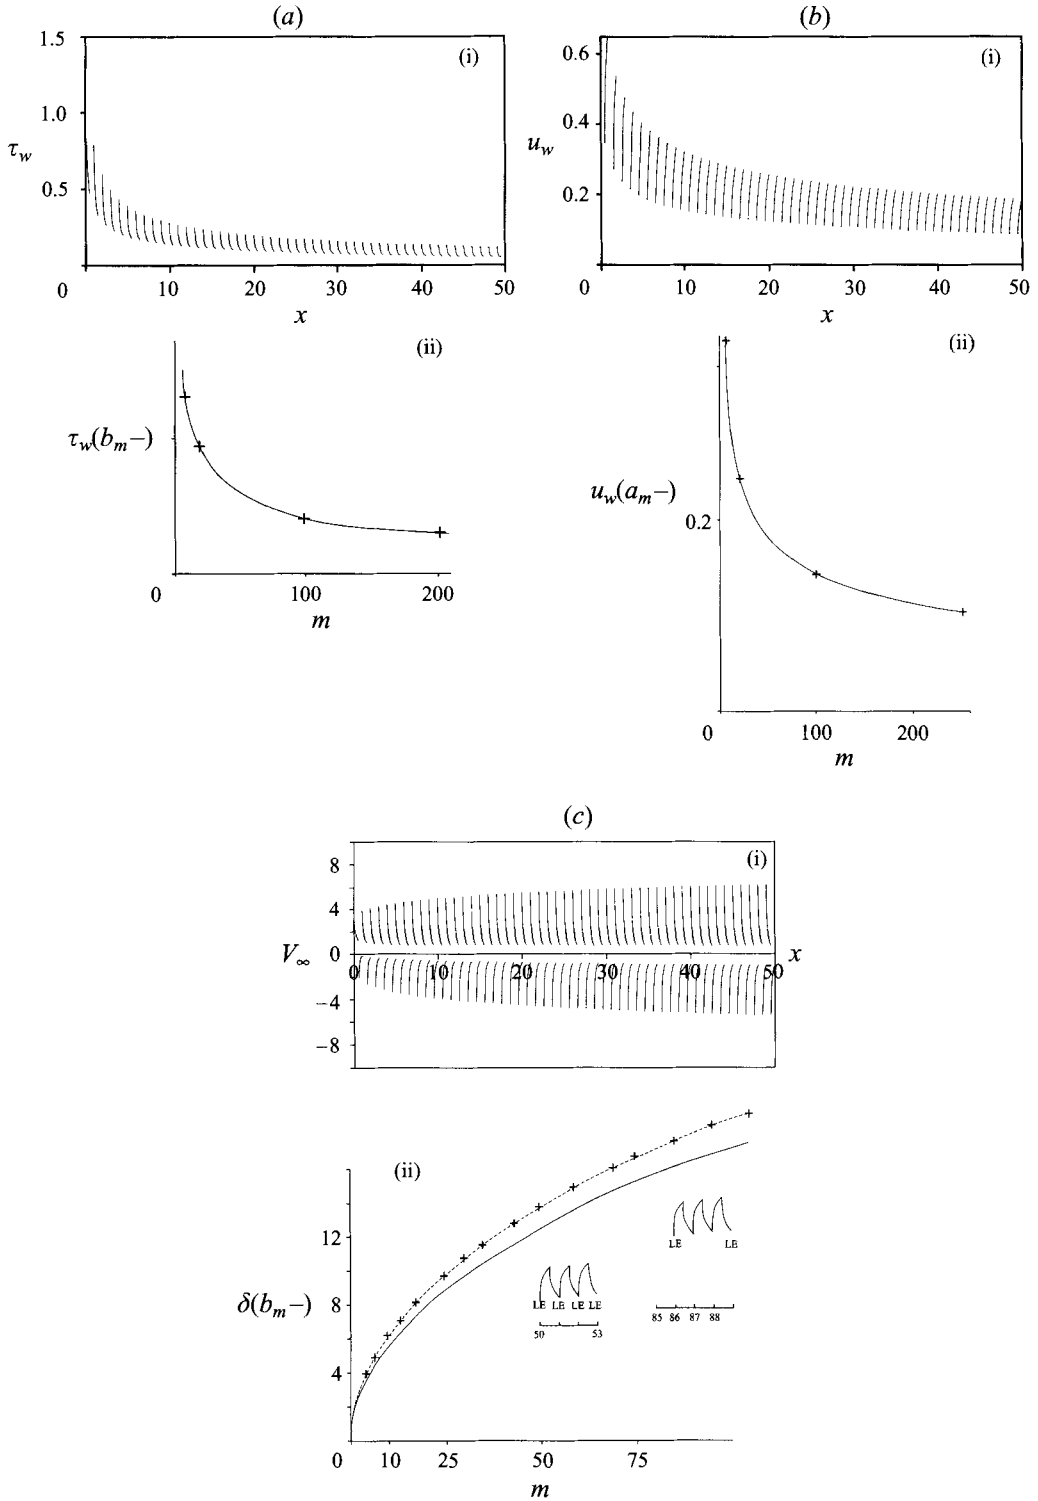 (a)
(i)
1.5
1.0
0.5
τw
0 10 20 30 40 50
x
(ii)
τw(bm−)
0 100 200
m
(b)
(i)
0.6
0.4
0.2
uw
0 10 20 30 40 50
x
(ii)
uw(am−)
0.2
0 100 200
m
(c)
(i)
8
4
0
−4
−8
V∞
0 10 20 30 40 50
x
(ii)
12
8
4
δ(bm−)
LE LE
LE LE LE LE
50 53
85 86 87 88
0 10 25 50 75
m